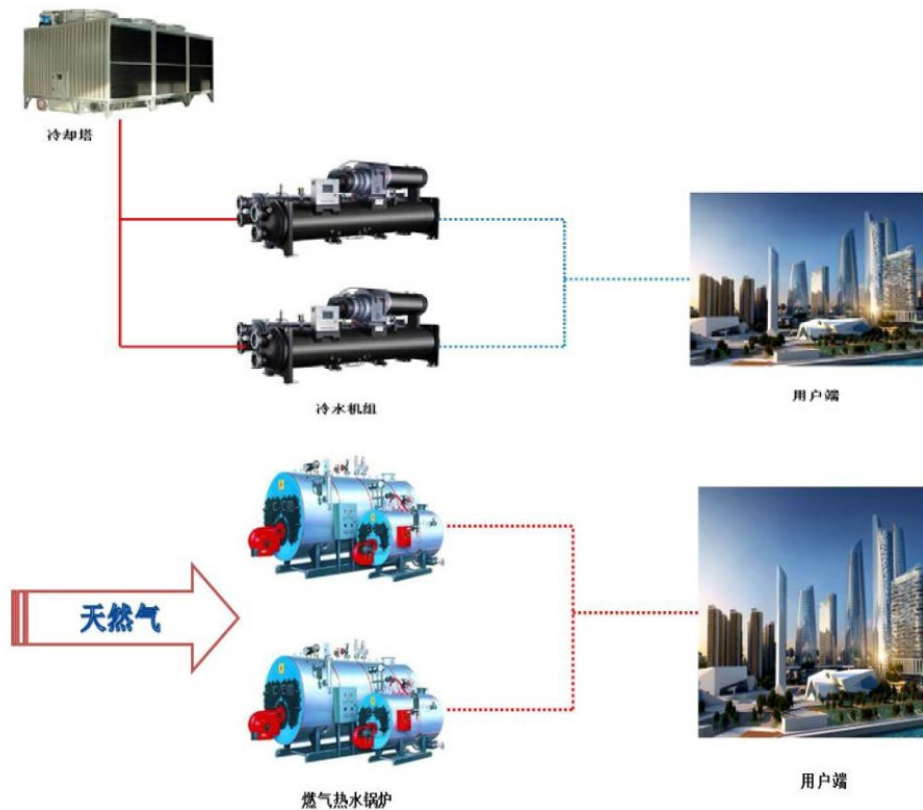 冷却塔
冷水机组
用户端
天然气
燃气热水锅炉
用户端